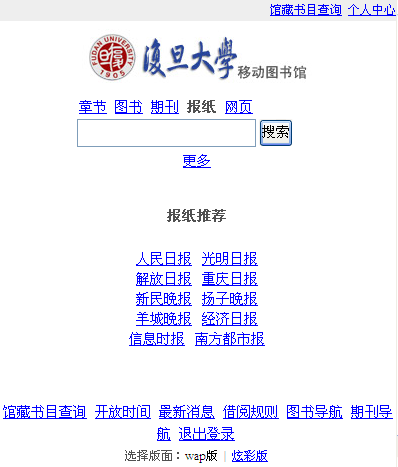 馆藏书目查询 个人中心
FUDAN UNIVERSITY
1905
復旦大學 移动图书馆
章节 图书 期刊 报纸 网页
搜索
更多
报纸推荐
人民日报 光明日报
解放日报 重庆日报
新民晚报 扬子晚报
羊城晚报 经济日报
信息时报 南方都市报
馆藏书目查询 开放时间 最新消息 借阅规则 图书导航 期刊导
航 退出登录
选择版面：wap版 | 炫彩版